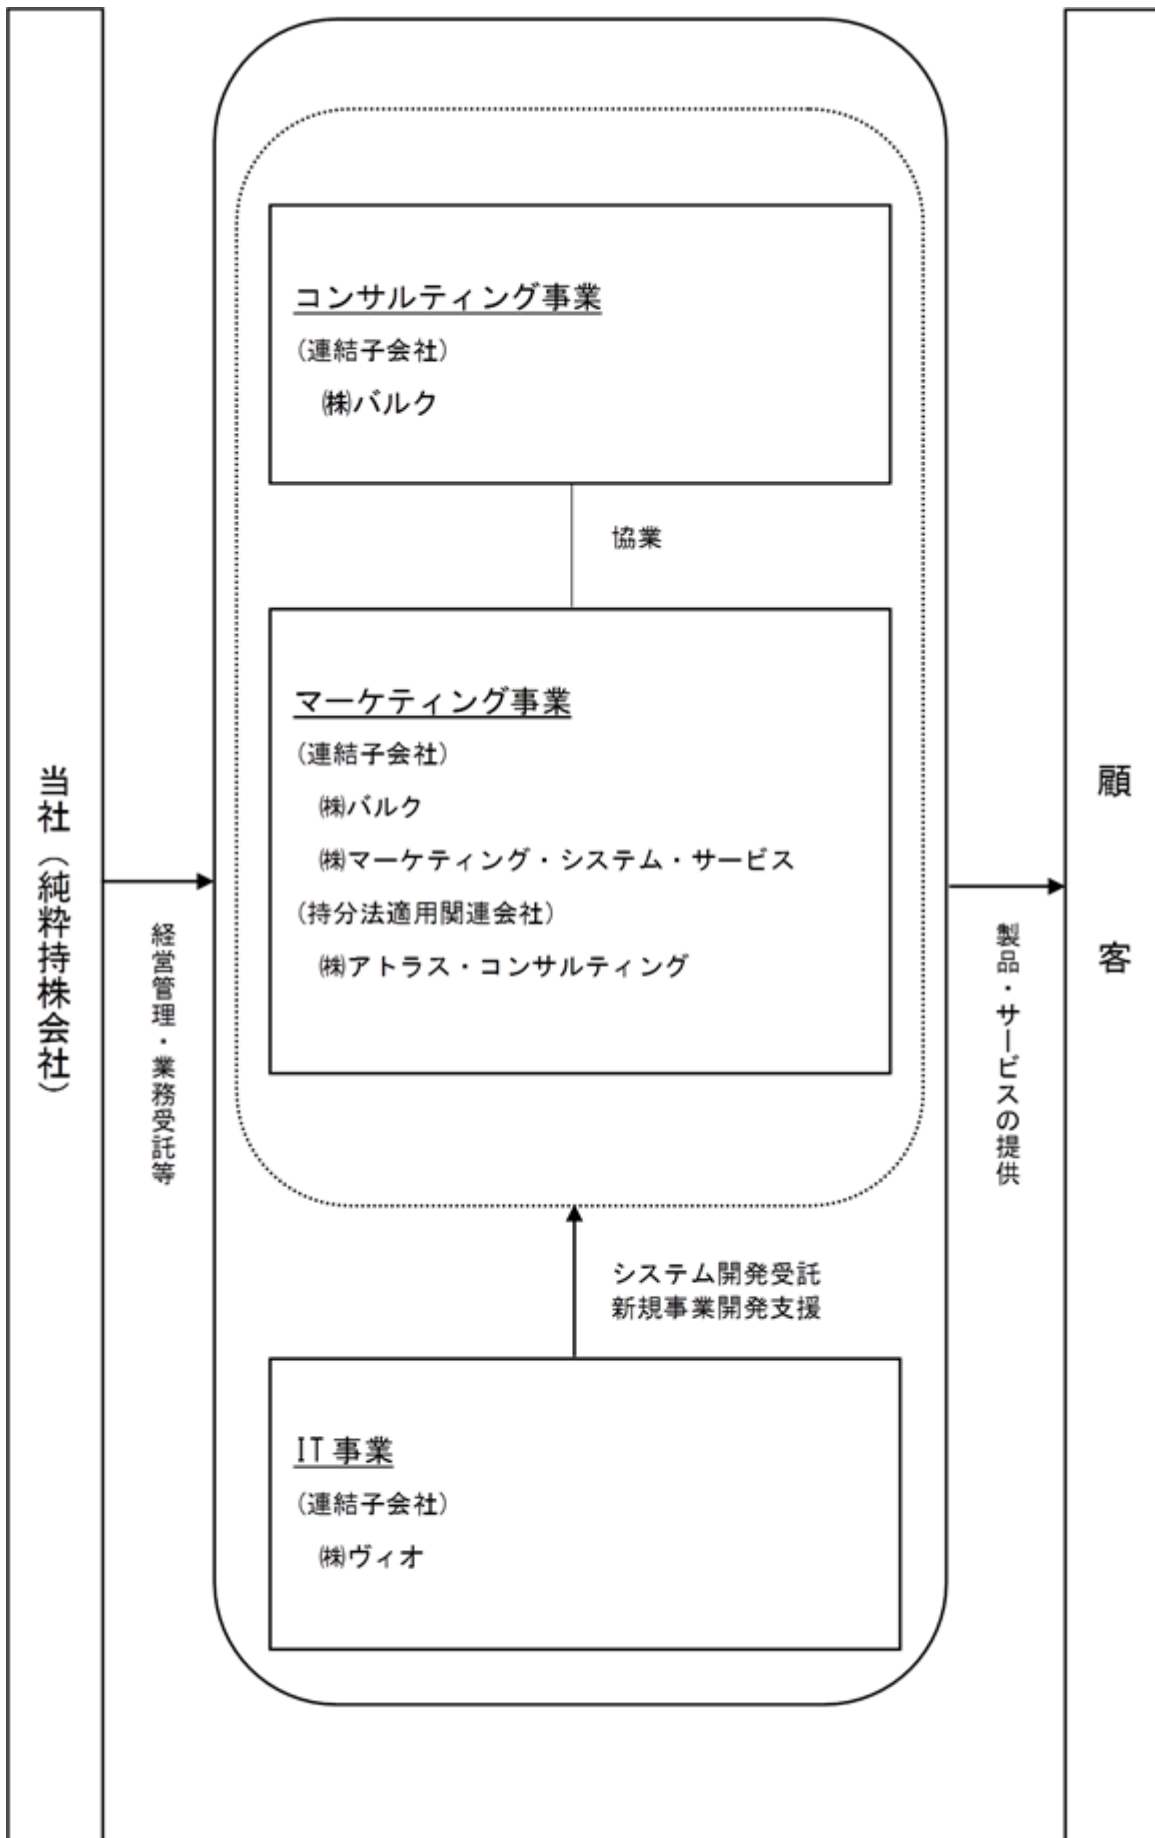 当社（純粋持株会社）
経営管理・業務受託等
コンサルティング事業
(連結子会社)
㈱バルク
協業
マーケティング事業
(連結子会社)
㈱バルク
㈱マーケティング・システム・サービス
(持分法適用関連会社)
㈱アトラス・コンサルティング
システム開発受託
新規事業開発支援
IT 事業
(連結子会社)
㈱ヴィオ
製品・サービスの提供
顧客